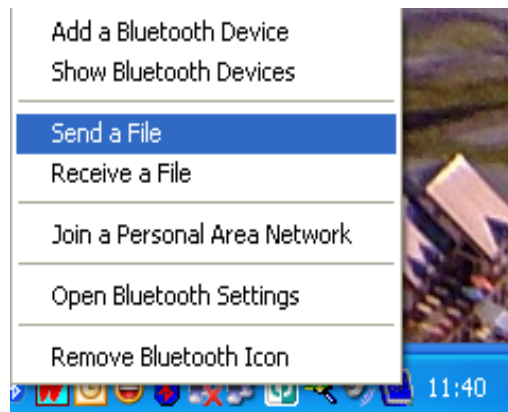 Add a Bluetooth Device
Show Bluetooth Devices
Send a File
Receive a File
Join a Personal Area Network
Open Bluetooth Settings
Remove Bluetooth Icon
11:40